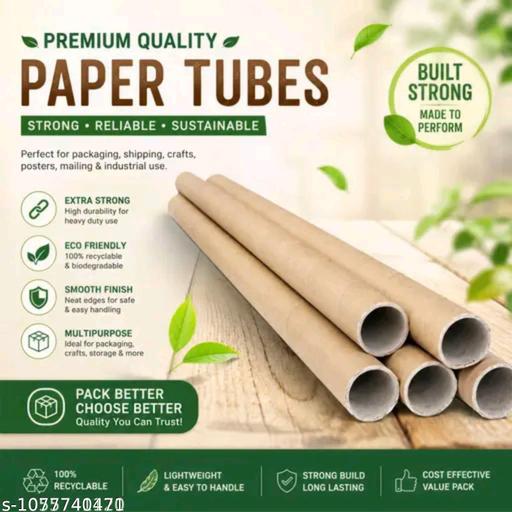 PREMIUM QUALITY
PAPER TUBES
STRONG • RELIABLE • SUSTAINABLE
Perfect for packaging, shipping, crafts,
posters, mailing & industrial use.
BUILT
STRONG
MADE TO
PERFORM
EXTRA STRONG
High durability for
heavy duty use
ECO FRIENDLY
100% recyclable
& biodegradable
SMOOTH FINISH
Neat edges for safe
& easy handling
MULTIPURPOSE
Ideal for packaging,
crafts, storage & more
PACK BETTER
CHOOSE BETTER
Quality You Can Trust!
100%
RECYCLABLE
LIGHTWEIGHT
& EASY TO HANDLE
STRONG BUILD
LONG LASTING
COST EFFECTIVE
VALUE PACK